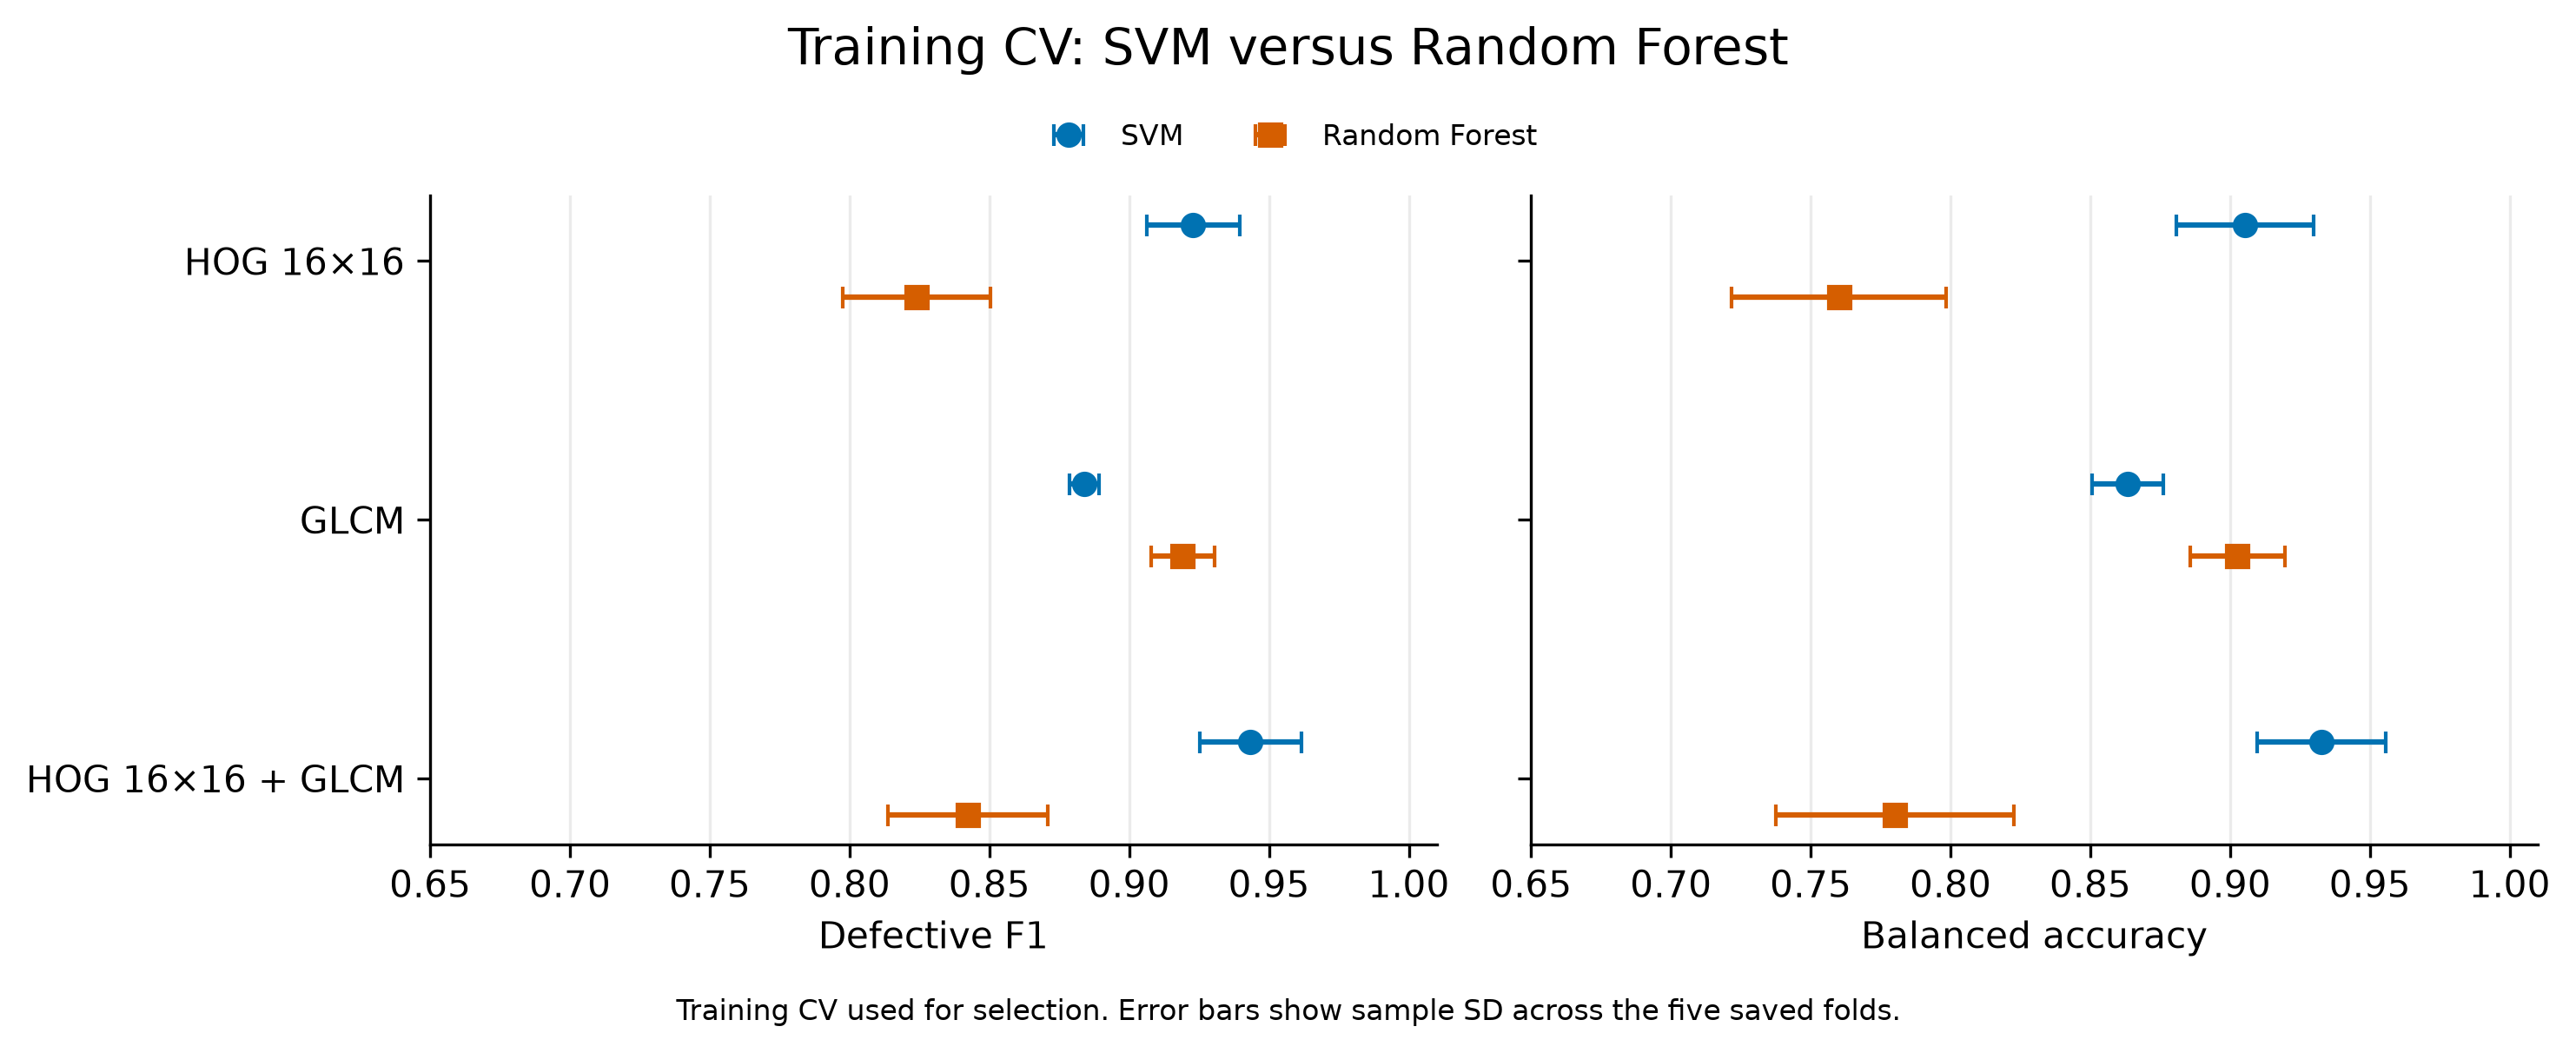 Training CV: SVM versus Random Forest
SVM
Random Forest
HOG 16×16
GLCM
HOG 16×16 + GLCM
0.65 0.70 0.75 0.80 0.85 0.90 0.95 1.00
0.65 0.70 0.75 0.80 0.85 0.90 0.95 1.00
Defective F1
Balanced accuracy
Training CV used for selection. Error bars show sample SD across the five saved folds.